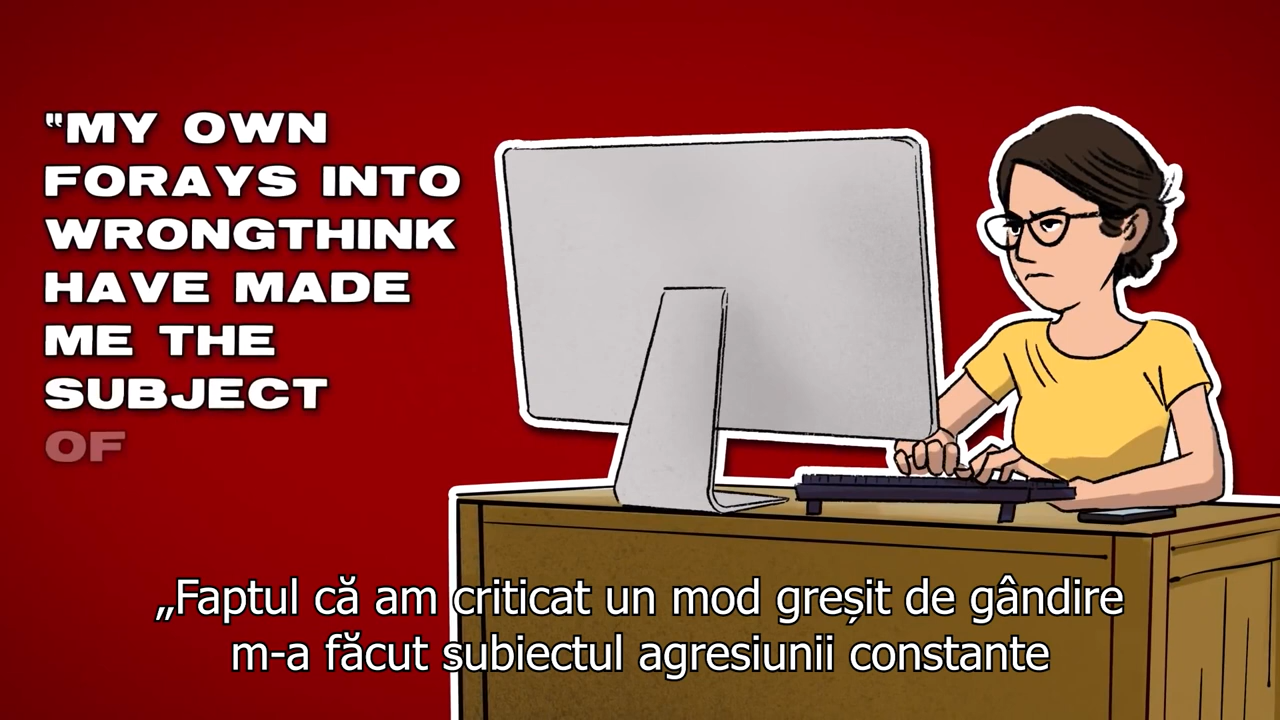 "MY OWN
FORAYS INTO
WRONGTHINK
HAVE MADE
ME THE
SUBJECT
OF
„Faptul că am criticat un mod greșit de gândire
m-a făcut subiectul agresiunii constante